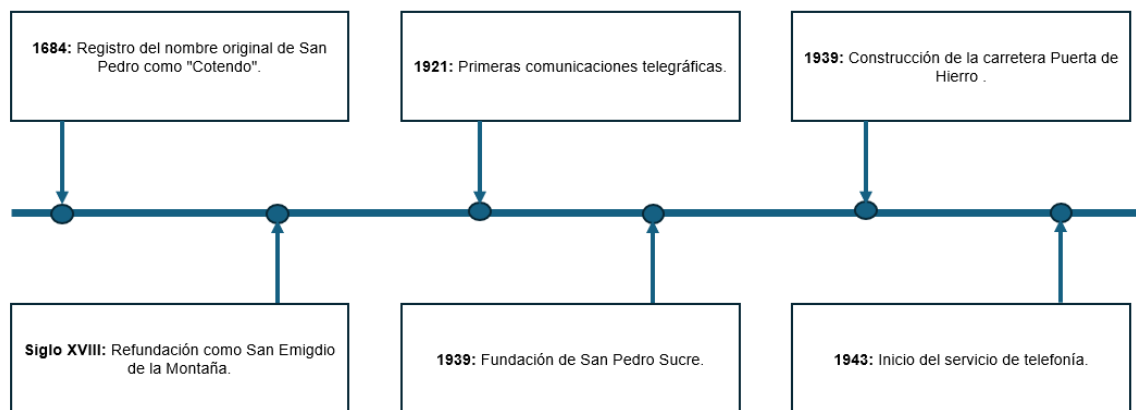 1684: Registro del nombre original de San
Pedro como "Cotendo".
1921: Primeras comunicaciones telegráficas.
1939: Construcción de la carretera Puerta de
Hierro .
Siglo XVIII: Refundación como San Emigdio
de la Montaña.
1939: Fundación de San Pedro Sucre.
1943: Inicio del servicio de telefonía.